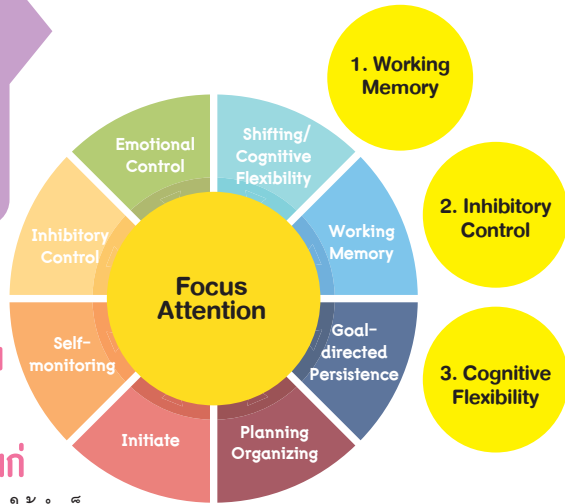 1. Working
Memory
2. Inhibitory
Control
3. Cognitive
Flexibility
Shifting/
Cognitive
Flexibility
Working
Memory
Goal-
directed
Persistence
Planning
Organizing
Initiate
Self-
monitoring
Inhibitory
Control
Emotional
Control
Focus
Attention